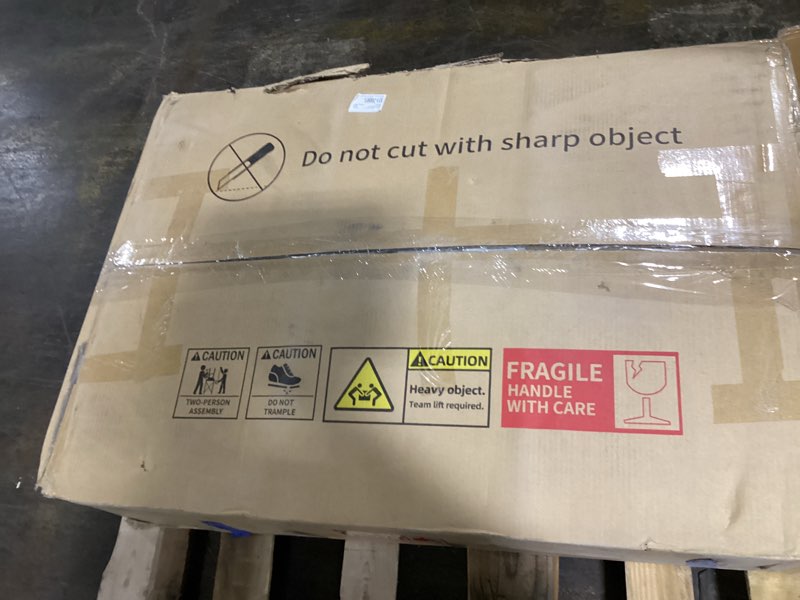 Do not cut with sharp object
CAUTION
TWO-PERSON
ASSEMBLY
CAUTION
DO NOT
TRAMPLE
CAUTION
Heavy object.
Team lift required.
FRAGILE
HANDLE
WITH CARE